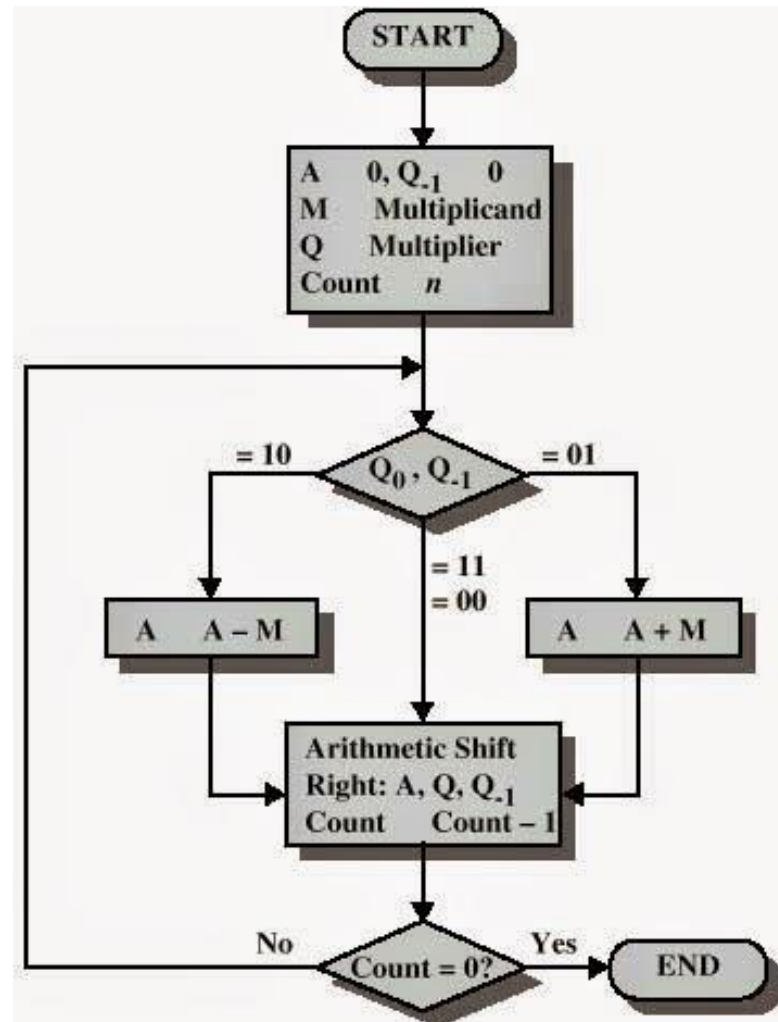 START
A 0, Q₋₁ 0
M Multiplicand
Q Multiplier
Count n
= 10
Q₀ , Q₋₁
= 01
= 11
= 00
A A – M
A A + M
Arithmetic Shift
Right: A, Q, Q₋₁
Count Count – 1
No
Count = 0?
Yes
END